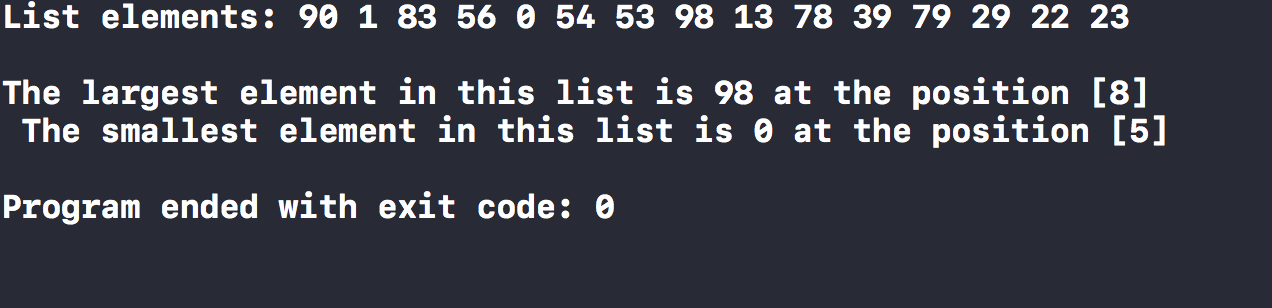 List elements: 90 1 83 56 0 54 53 98 13 78 39 79 29 22 23
The largest element in this list is 98 at the position [8]
The smallest element in this list is 0 at the position [5]
Program ended with exit code: 0